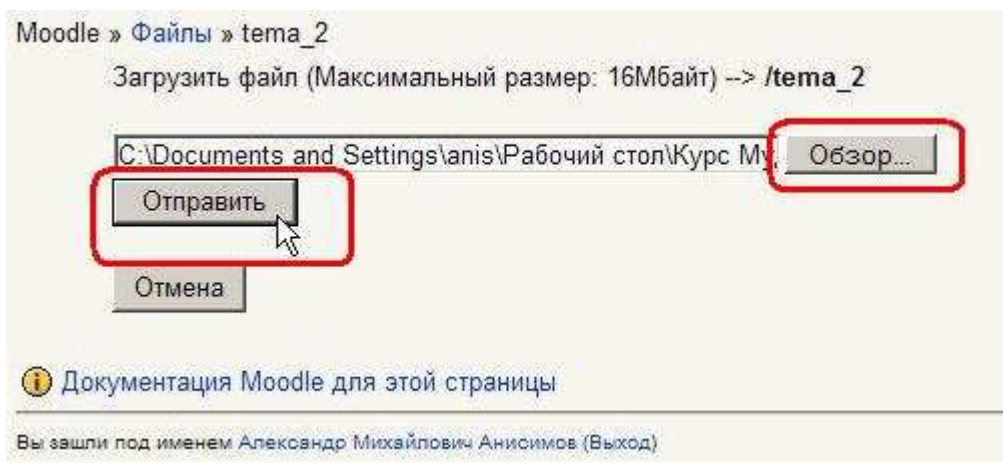 Moodle » Файлы » tema_2
Загрузить файл (Максимальный размер: 16Мбайт) --> /tema_2
C:\Documents and Settings\anis\Рабочий стол\Курс Му Обзор...
Отправить
Отмена
Документация Moodle для этой страницы
Вы зашли под именем Александр Михайлович Анисимов (Выход)